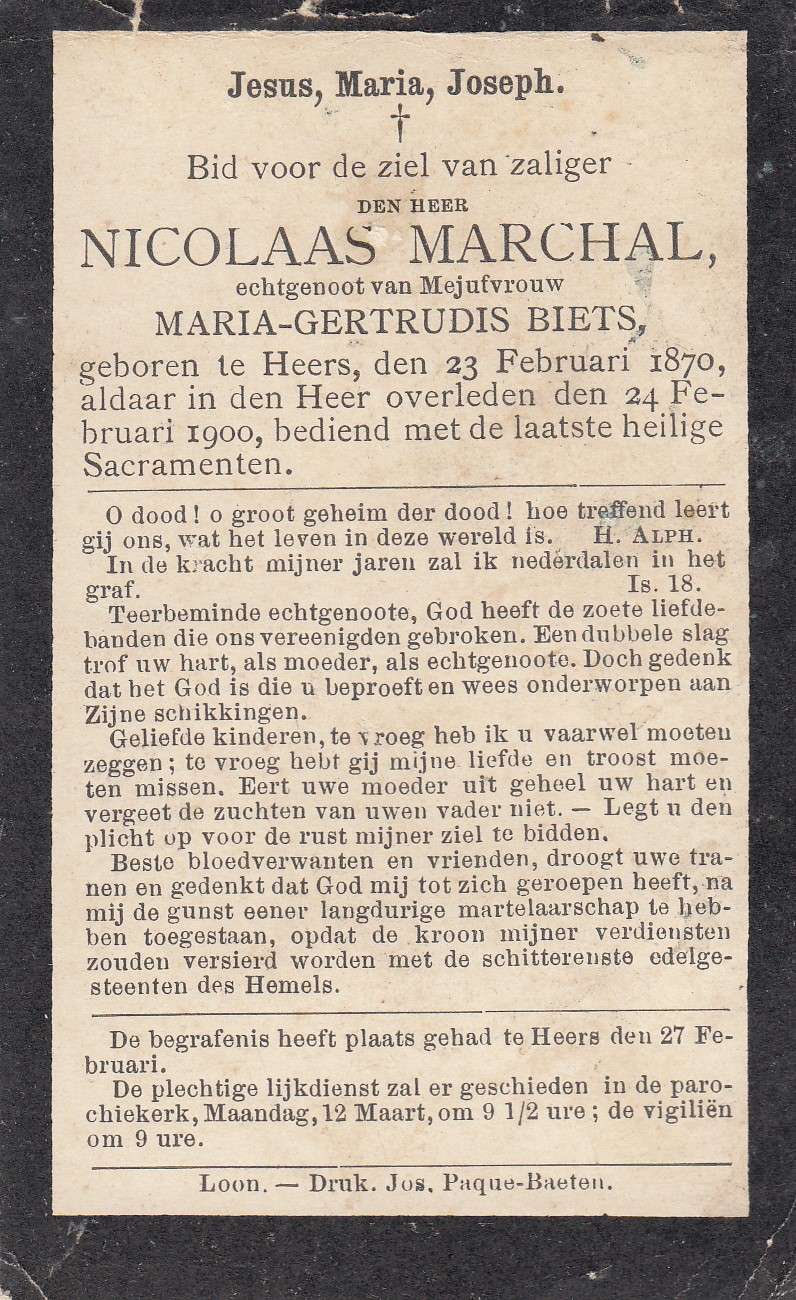 Jesus, Maria, Joseph.
†
Bid voor de ziel van zaliger
DEN HEER
NICOLAAS MARCHAL,
echtgenoot van Mejufvrouw
MARIA-GERTRUDIS BIETS,
geboren te Heers, den 23 Februari 1870,
aldaar in den Heer overleden den 24 Fe-
bruari 1900, bediend met de laatste heilige
Sacramenten.
O dood! o groot geheim der dood! hoe treffend leert
gij ons, wat het leven in deze wereld is. H. ALPH.
In de kracht mijner jaren zal ik nederdalen in het
graf. Is. 18.
Teerbeminde echtgenoote, God heeft de zoete liefde-
banden die ons vereenigden gebroken. Een dubbele slag
trof uw hart, als moeder, als echtgenoote. Doch gedenk
dat het God is die u beproeft en wees onderworpen aan
Zijne schikkingen.
Geliefde kinderen, te vroeg heb ik u vaarwel moeten
zeggen; te vroeg hebt gij mijne liefde en troost moe-
ten missen. Eert uwe moeder uit geheel uw hart en
vergeet de zuchten van uwen vader niet. — Legt u den
plicht op voor de rust mijner ziel te bidden.
Beste bloedverwanten en vrienden, droogt uwe tra-
nen en gedenkt dat God mij tot zich geroepen heeft, na
mij de gunst eener langdurige martelaarschap te heb-
ben toegestaan, opdat de kroon mijner verdiensten
zouden versierd worden met de schitterenste edelge-
steenten des Hemels.
De begrafenis heeft plaats gehad te Heers den 27 Fe-
bruari.
De plechtige lijkdienst zal er geschieden in de paro-
chiekerk, Maandag, 12 Maart, om 9 1/2 ure; de vigiliën
om 9 ure.
Loon. — Druk. Jos. Paque-Baeten.